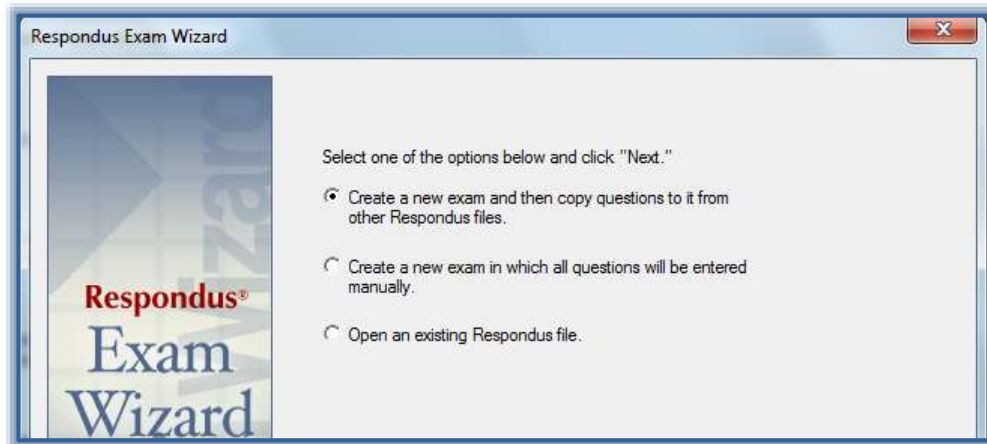 Respondus Exam Wizard
Select one of the options below and click "Next."
Create a new exam and then copy questions to it from
other Respondus files.
Create a new exam in which all questions will be entered
manually.
Open an existing Respondus file.
Wizard
Respondus®
Exam
Wizard